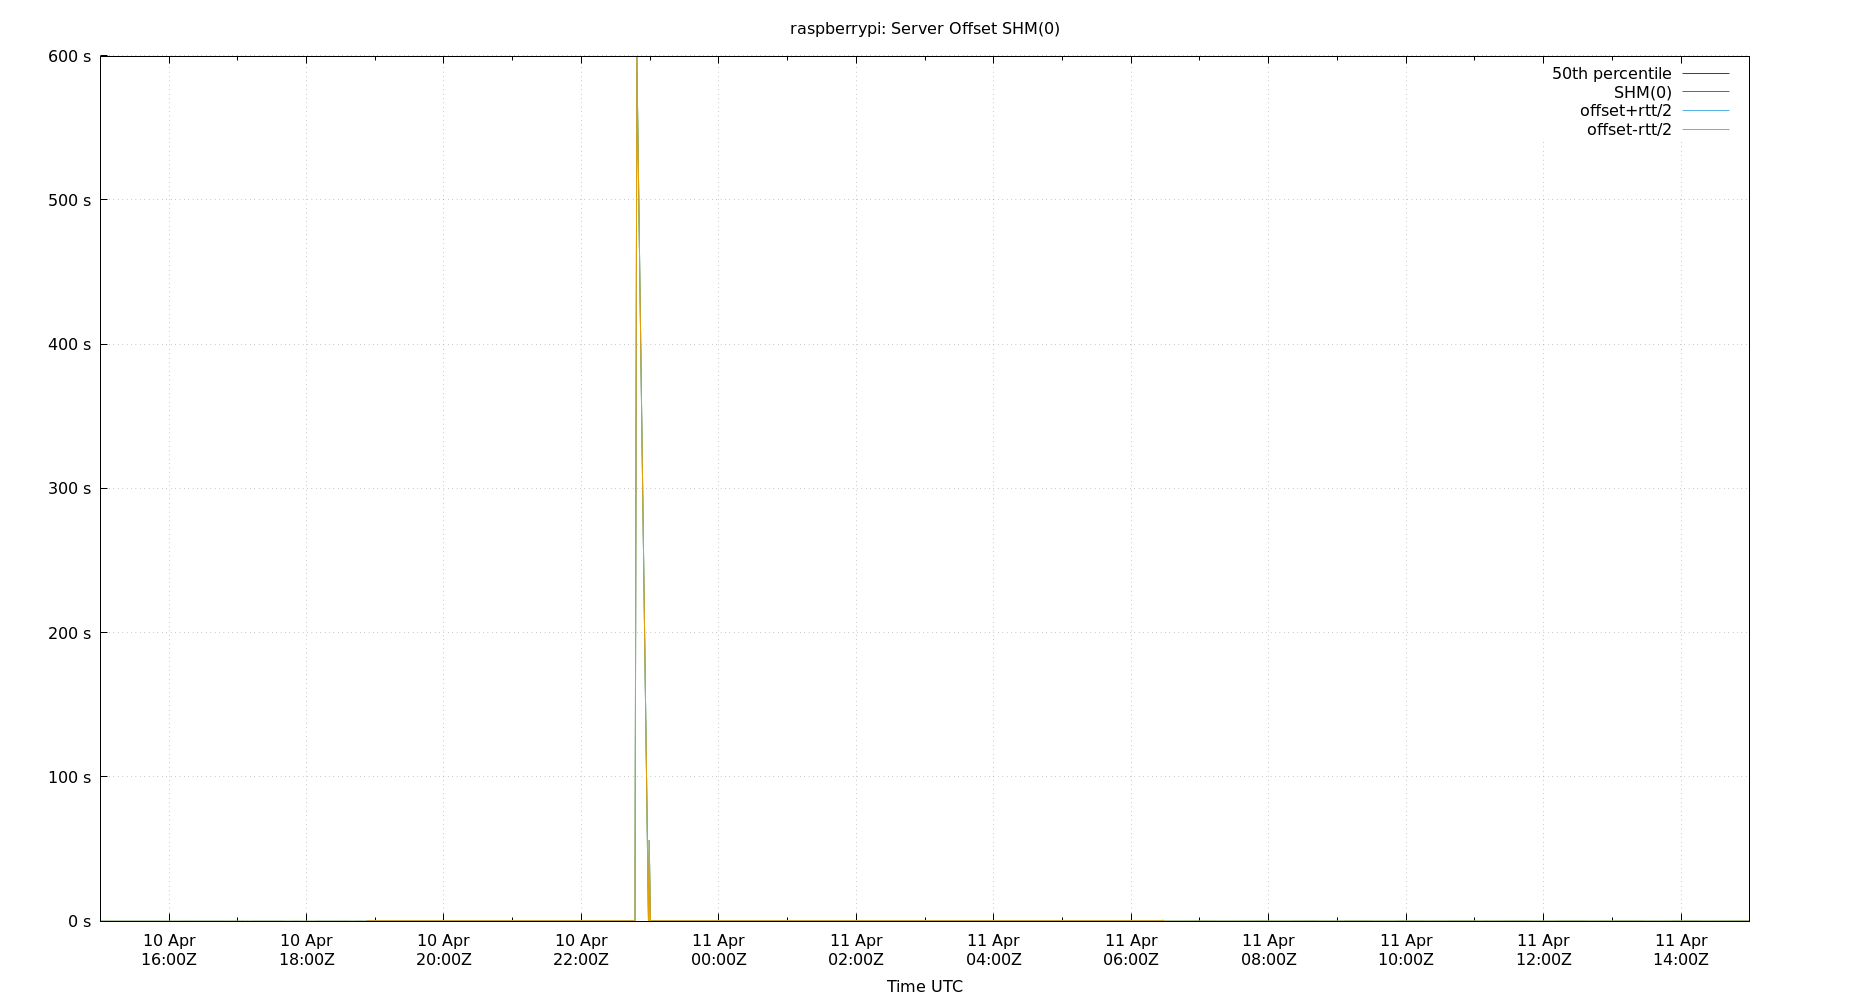 raspberrypi: Server Offset SHM(0)
600 s
500 s
400 s
300 s
200 s
100 s
0 s
50th percentile
SHM(0)
offset+rtt/2
offset-rtt/2
10 Apr 10 Apr 10 Apr 10 Apr 11 Apr 11 Apr 11 Apr 11 Apr 11 Apr 11 Apr 11 Apr 11 Apr
16:00Z 18:00Z 20:00Z 22:00Z 00:00Z 02:00Z 04:00Z 06:00Z 08:00Z 10:00Z 12:00Z 14:00Z
Time UTC